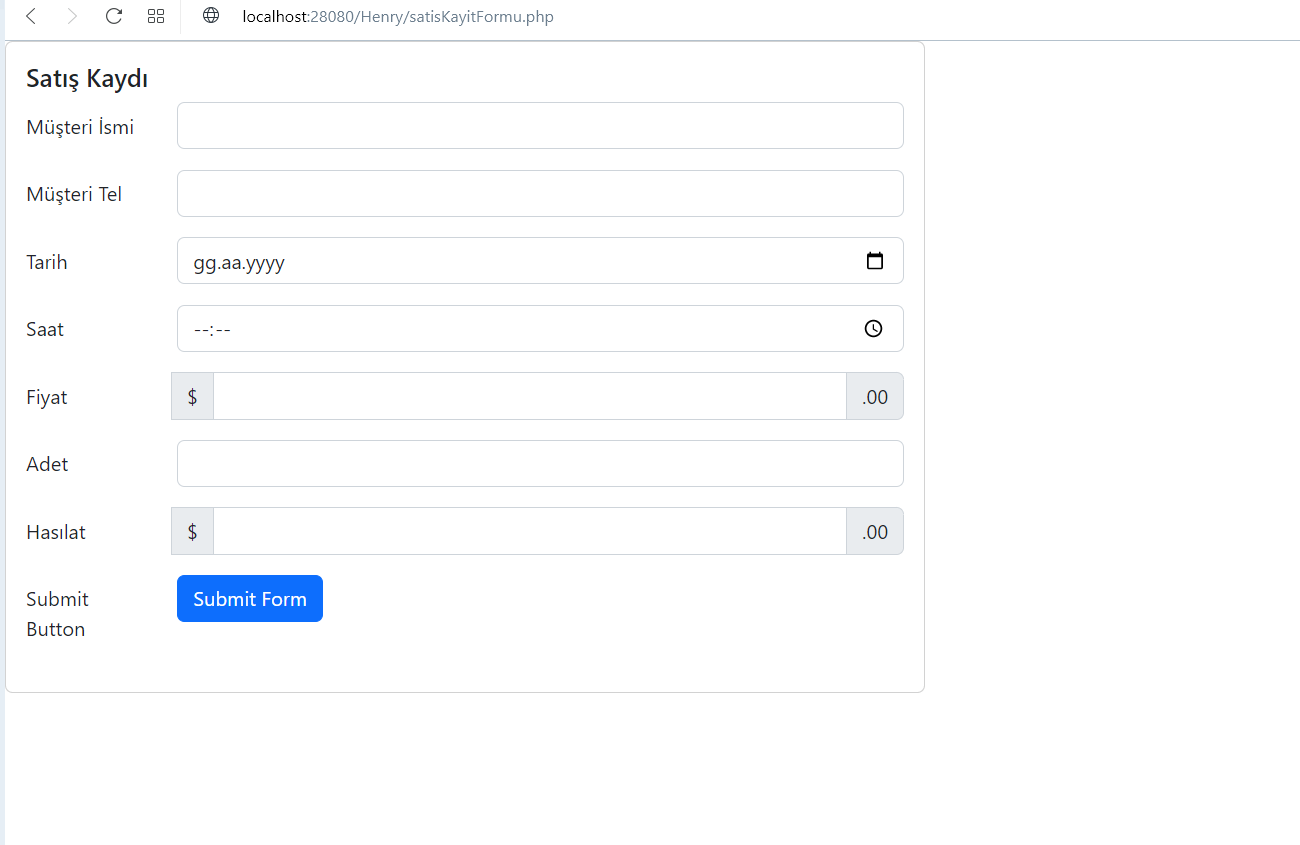 localhost:28080/Henry/satisKayitFormu.php
Satış Kaydı
Müşteri İsmi
Müşteri Tel
Tarih gg.aa.yyyy
Saat --:--
Fiyat $ .00
Adet
Hasılat $ .00
Submit Button Submit Form